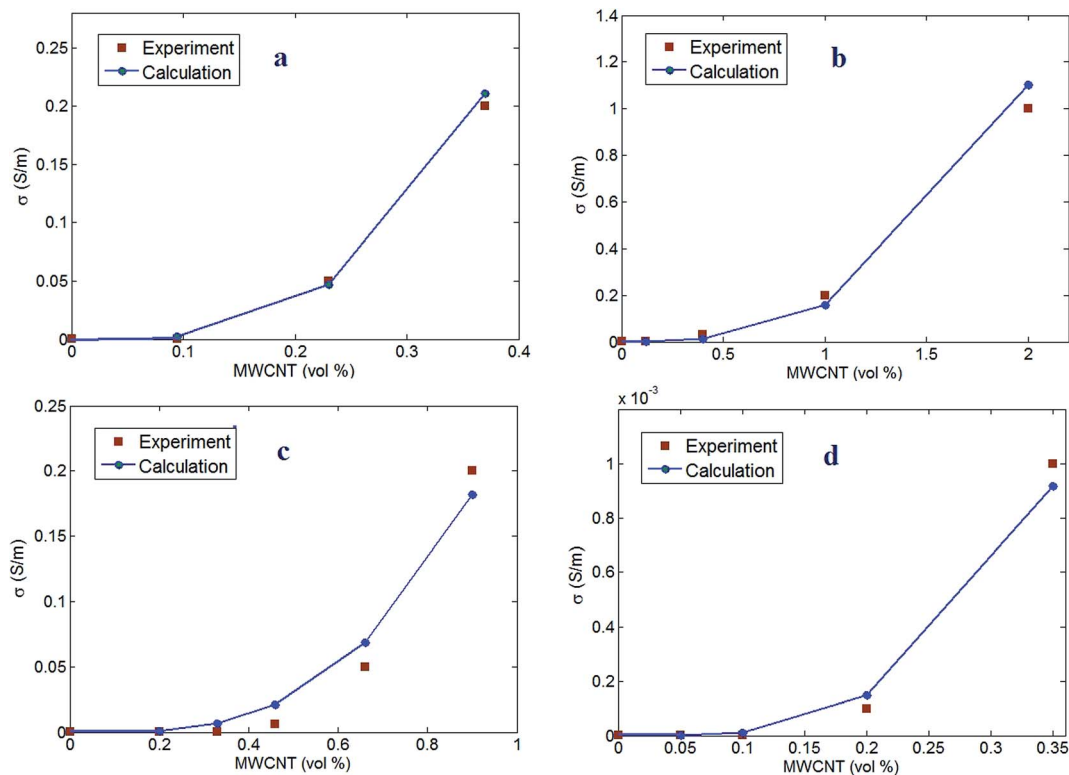 a
Experiment
Calculation
0.25
0.2
0.15
0.1
0.05
0
σ (S/m)
0
0.1
0.2
0.3
0.4
MWCNT (vol %)
b
Experiment
Calculation
1.4
1.2
1
0.8
0.6
0.4
0.2
0
σ (S/m)
0
0.5
1
1.5
2
MWCNT (vol %)
c
Experiment
Calculation
0.25
0.2
0.15
0.1
0.05
0
σ (S/m)
0
0.2
0.4
0.6
0.8
1
MWCNT (vol %)
d
x 10⁻³
Experiment
Calculation
1
0.8
0.6
0.4
0.2
0
σ (S/m)
0
0.05
0.1
0.15
0.2
0.25
0.3
0.35
MWCNT (vol %)